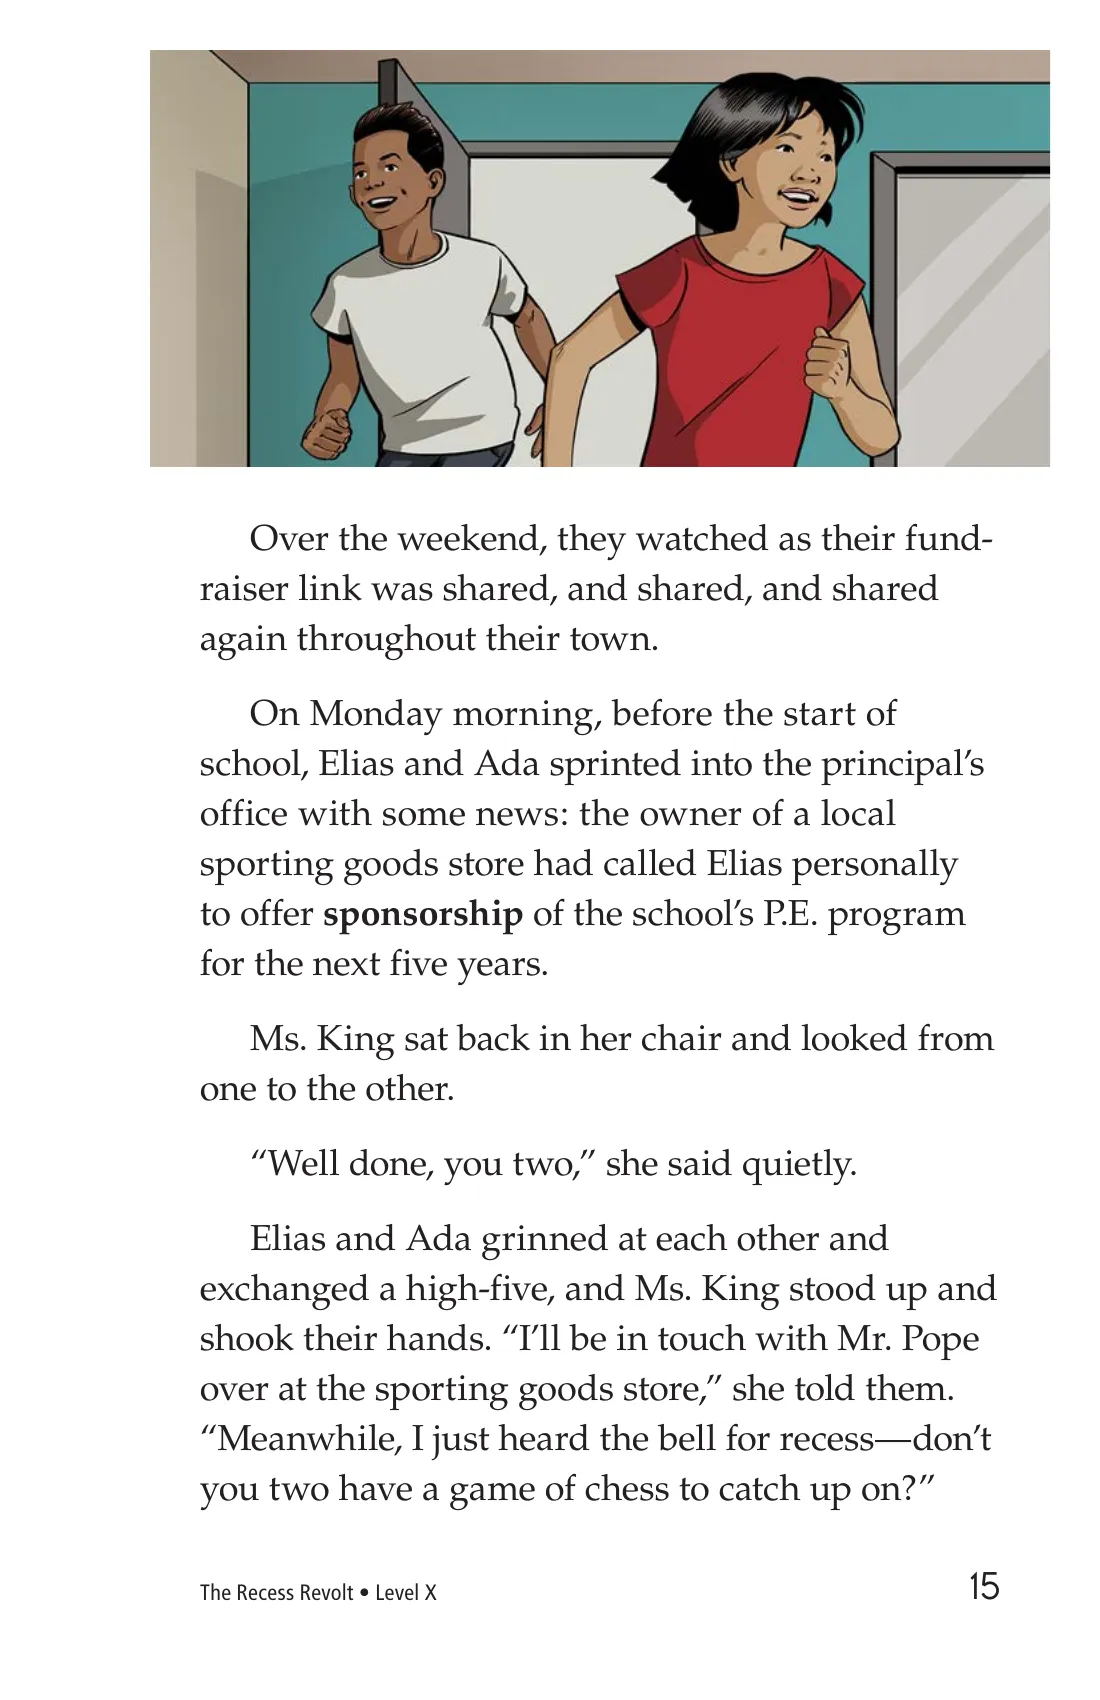 Over the weekend, they watched as their fund-
raiser link was shared, and shared, and shared
again throughout their town.
On Monday morning, before the start of
school, Elias and Ada sprinted into the principal’s
office with some news: the owner of a local
sporting goods store had called Elias personally
to offer sponsorship of the school’s P.E. program
for the next five years.
Ms. King sat back in her chair and looked from
one to the other.
“Well done, you two,” she said quietly.
Elias and Ada grinned at each other and
exchanged a high-five, and Ms. King stood up and
shook their hands. “I’ll be in touch with Mr. Pope
over at the sporting goods store,” she told them.
“Meanwhile, I just heard the bell for recess—don’t
you two have a game of chess to catch up on?”
The Recess Revolt • Level X
15